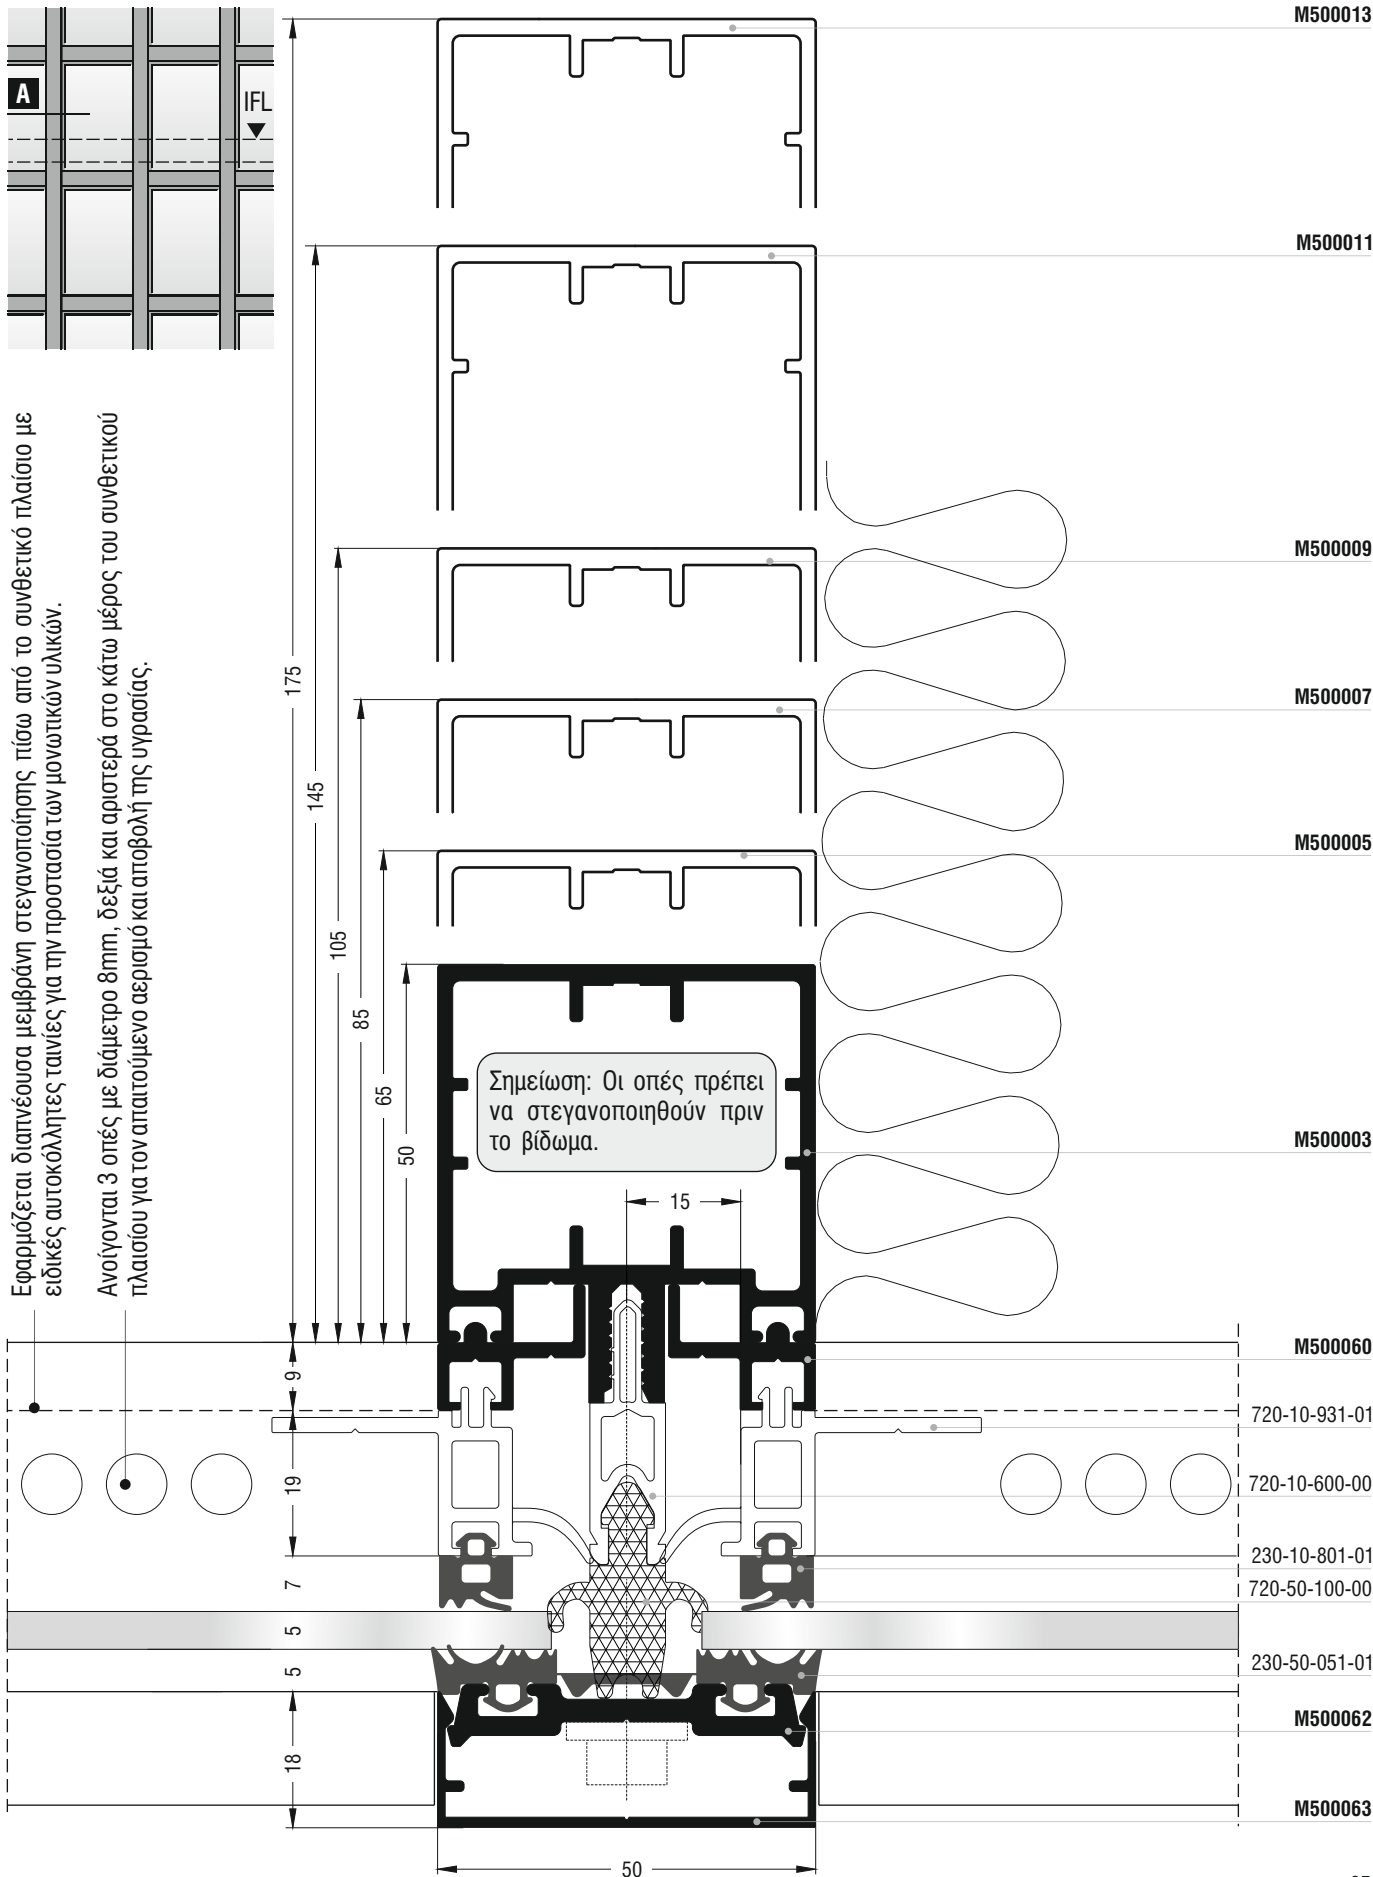 M500013
A
IFL
M500011
M500009
M500007
M500005
M500003
Εφαρμόζεται διαπνέουσα μεμβράνη στεγανοποίησης πίσω από το συνθετικό πλαίσιο με
ειδικές αυτοκόλλητες ταινίες για την προστασία των μονωτικών υλικών.
Ανοίγονται 3 οπές με διάμετρο 8mm, δεξιά και αριστερά στο κάτω μέρος του συνθετικού
πλαισίου για τον απαιτούμενο αερισμό και αποβολή της υγρασίας.
175
145
105
85
65
50
Σημείωση: Οι οπές πρέπει
να στεγανοποιηθούν πριν
το βίδωμα.
15
M500060
9
720-10-931-01
19
720-10-600-00
230-10-801-01
7
720-50-100-00
5
5
230-50-051-01
M500062
18
M500063
50